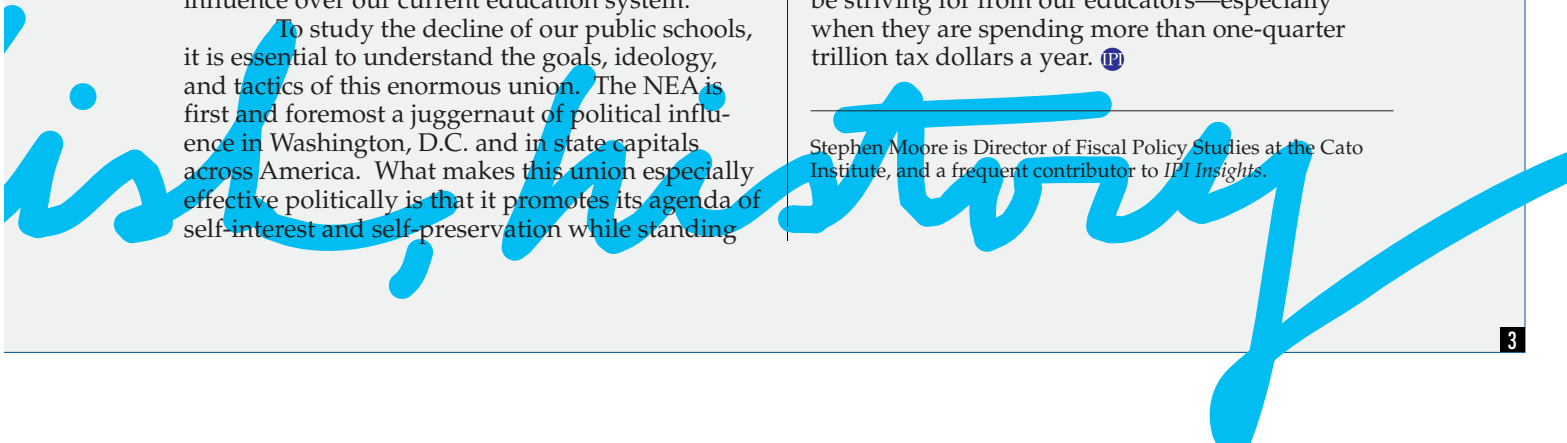 influence over our current education system.
To study the decline of our public schools,
it is essential to understand the goals, ideology,
and tactics of this enormous union. The NEA is
first and foremost a juggernaut of political influ-
ence in Washington, D.C. and in state capitals
across America. What makes this union especially
effective politically is that it promotes its agenda of
self-interest and self-preservation while standing
be striving for from our educators—especially
when they are spending more than one-quarter
trillion tax dollars a year. IPI
Stephen Moore is Director of Fiscal Policy Studies at the Cato
Institute, and a frequent contributor to IPI Insights.
ist, history
3